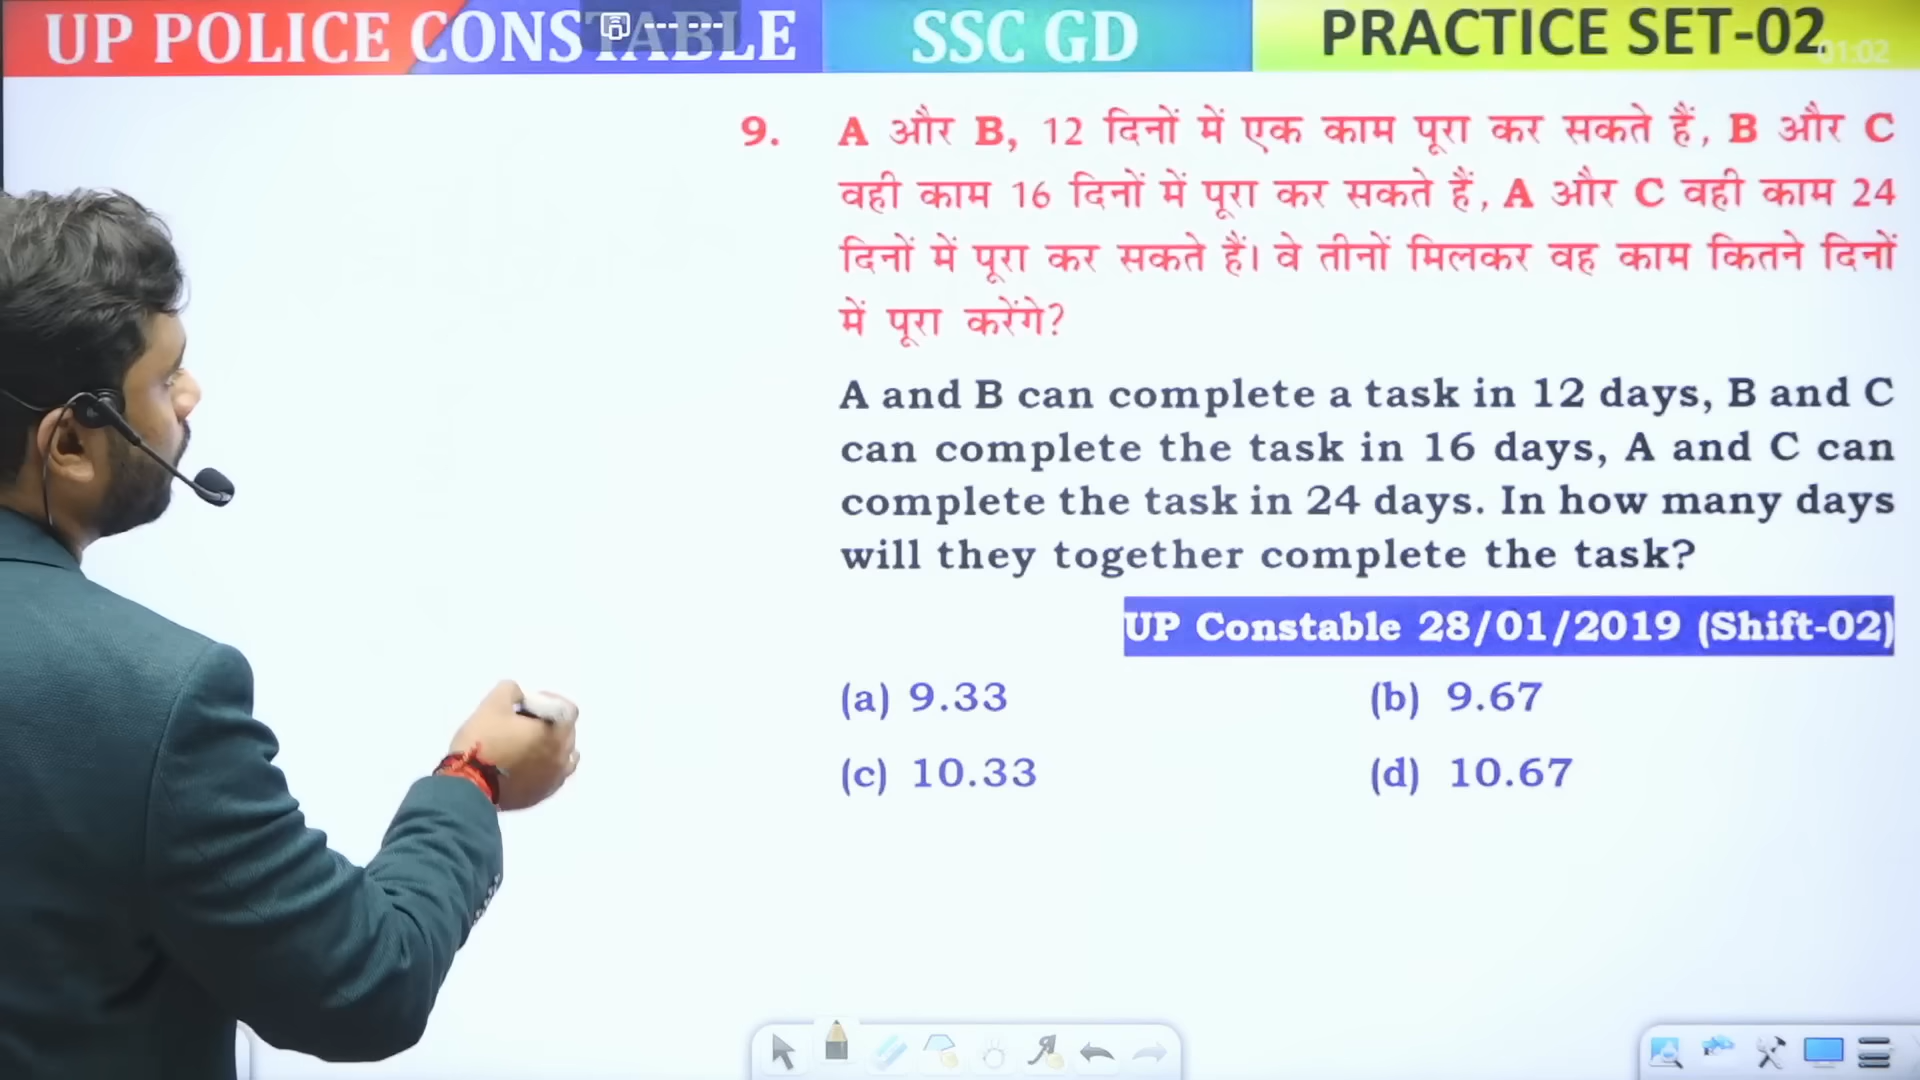 UP POLICE CONSTABLE SSC GD PRACTICE SET-02
01:02
9. A और B, 12 दिनों में एक काम पूरा कर सकते हैं, B और C
वही काम 16 दिनों में पूरा कर सकते हैं, A और C वही काम 24
दिनों में पूरा कर सकते हैं। वे तीनों मिलकर वह काम कितने दिनों
में पूरा करेंगे?
A and B can complete a task in 12 days, B and C
can complete the task in 16 days, A and C can
complete the task in 24 days. In how many days
will they together complete the task?
UP Constable 28/01/2019 (Shift-02)
(a) 9.33 (b) 9.67
(c) 10.33 (d) 10.67